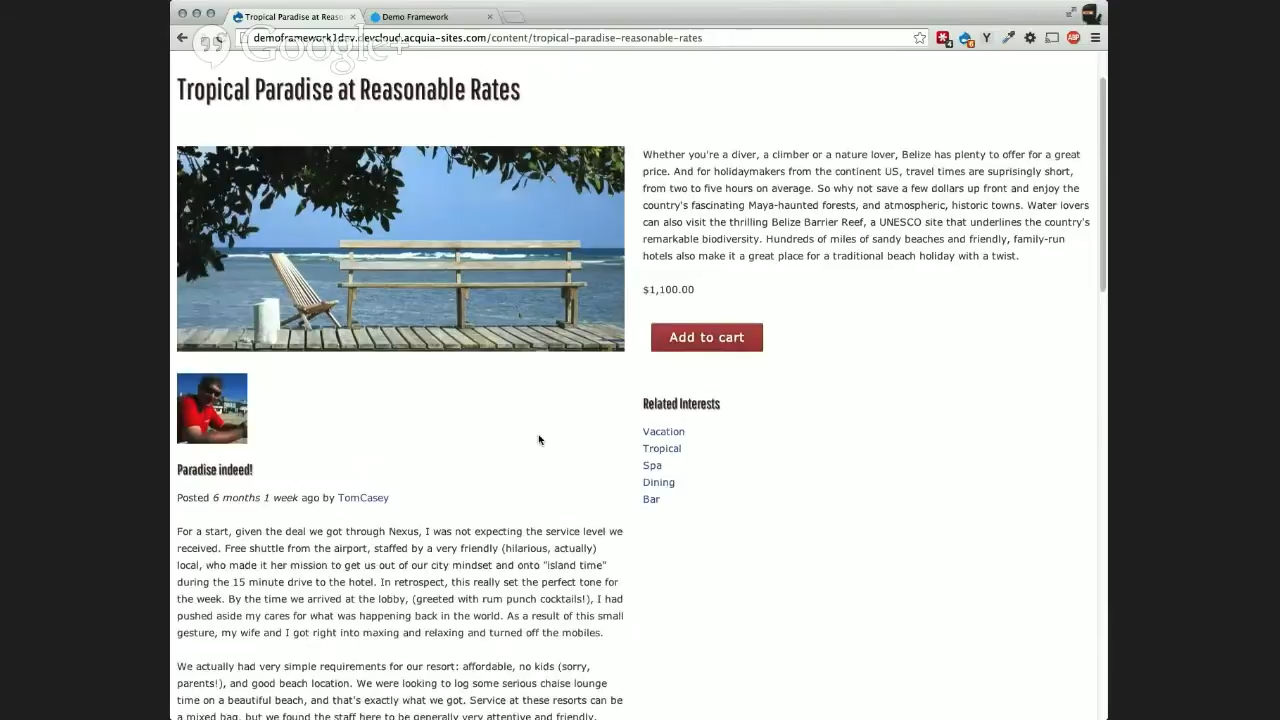 Tropical Paradise at Reaso
Demo Framework
Google+
demoframework1dev.devcloud.acquia-sites.com/content/tropical-paradise-reasonable-rates
Tropical Paradise at Reasonable Rates
Whether you're a diver, a climber or a nature lover, Belize has plenty to offer for a great
price. And for holidaymakers from the continent US, travel times are suprisingly short,
from two to five hours on average. So why not save a few dollars up front and enjoy the
country's fascinating Maya-haunted forests, and atmospheric, historic towns. Water lovers
can also visit the thrilling Belize Barrier Reef, a UNESCO site that underlines the country's
remarkable biodiversity. Hundreds of miles of sandy beaches and friendly, family-run
hotels also make it a great place for a traditional beach holiday with a twist.
$1,100.00
Add to cart
Related Interests
Vacation
Tropical
Spa
Dining
Bar
Paradise indeed!
Posted 6 months 1 week ago by TomCasey
For a start, given the deal we got through Nexus, I was not expecting the service level we
received. Free shuttle from the airport, staffed by a very friendly (hilarious, actually)
local, who made it her mission to get us out of our city mindset and onto "island time"
during the 15 minute drive to the hotel. In retrospect, this really set the perfect tone for
the week. By the time we arrived at the lobby, (greeted with rum punch cocktails!), I had
pushed aside my cares for what was happening back in the world. As a result of this small
gesture, my wife and I got right into maxing and relaxing and turned off the mobiles.
We actually had very simple requirements for our resort: affordable, no kids (sorry,
parents!), and good beach location. We were looking to log some serious chaise lounge
time on a beautiful beach, and that's exactly what we got. Service at these resorts can be
a mixed bag, but we found the staff here to be generally very attentive and friendly.